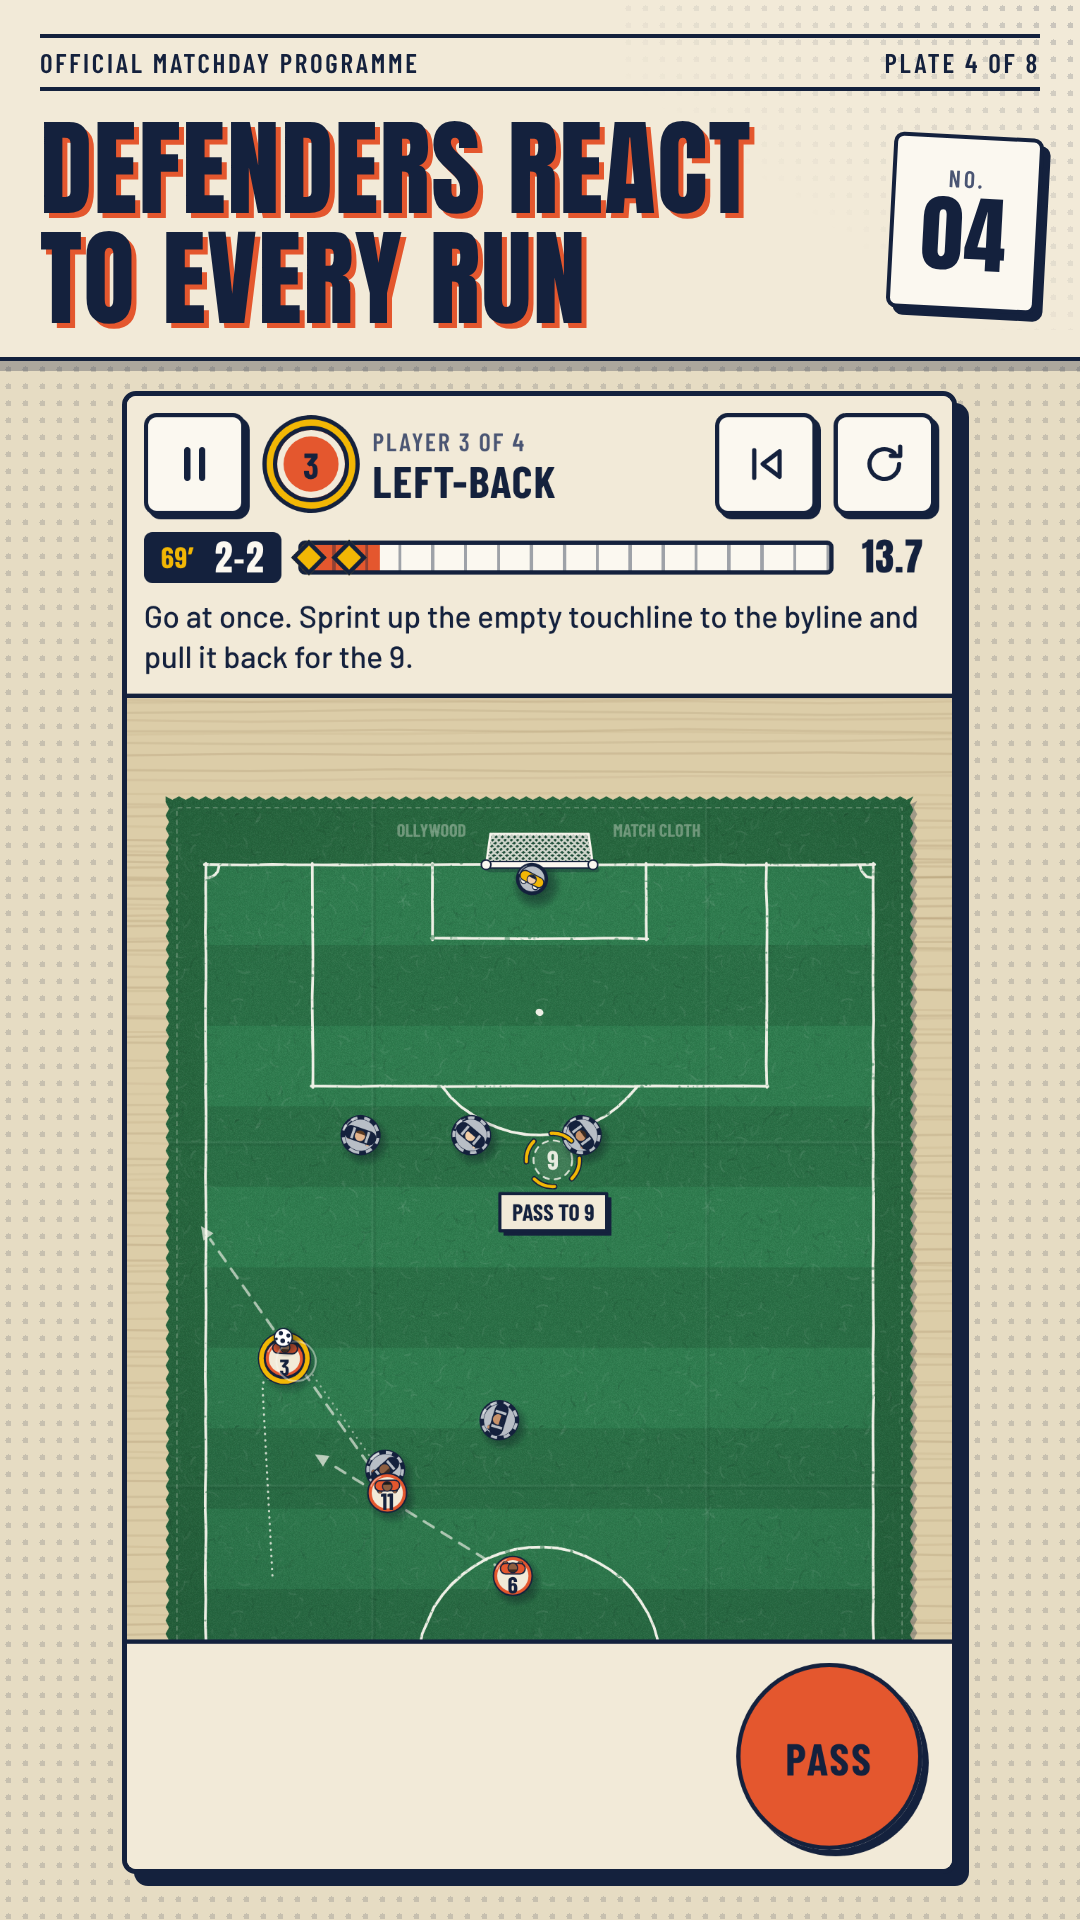 OFFICIAL MATCHDAY PROGRAMME
PLATE 4 OF 8
DEFENDERS REACT
TO EVERY RUN
NO.
04
3
PLAYER 3 OF 4
LEFT-BACK
69′ 2-2
13.7
Go at once. Sprint up the empty touchline to the byline and
pull it back for the 9.
OLLYWOOD
MATCH CLOTH
9
PASS TO 9
3
11
6
PASS